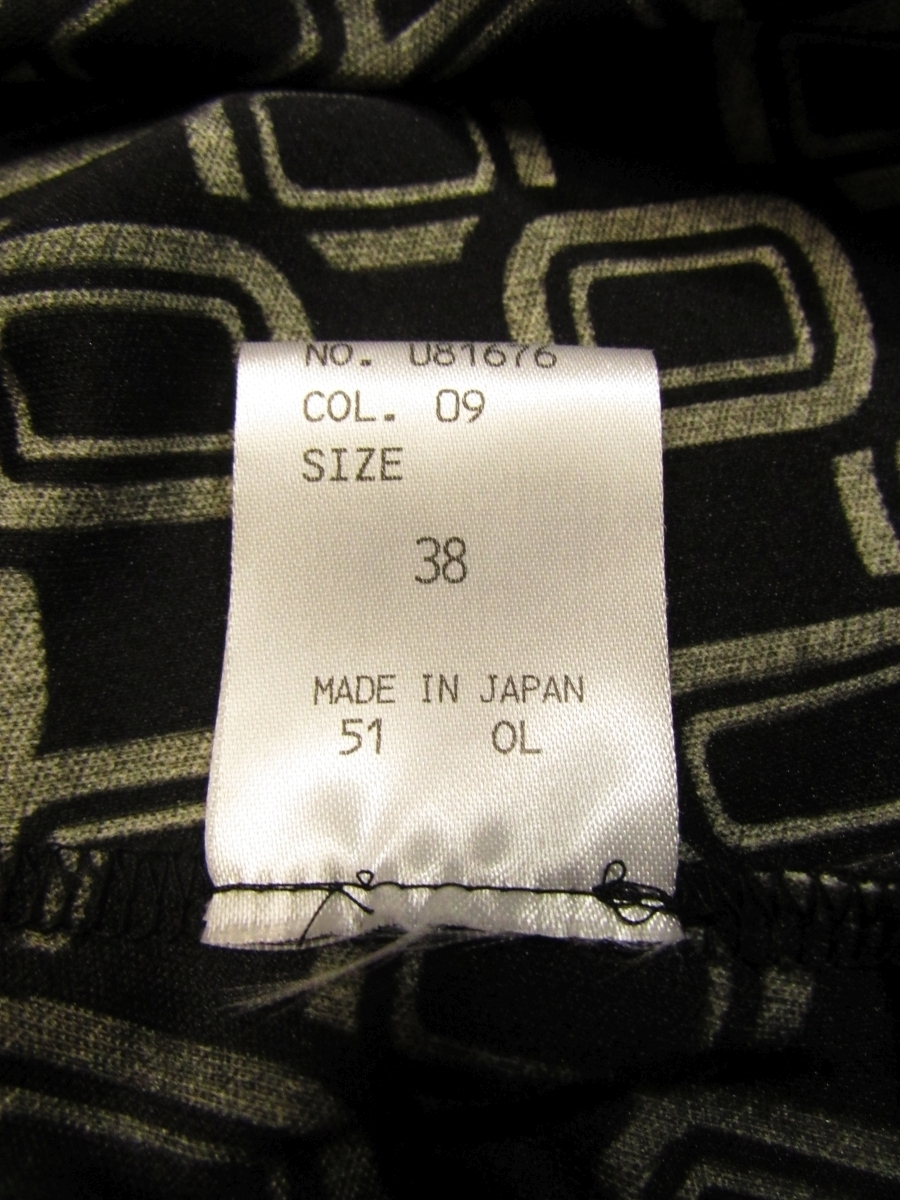 NO. U81676
COL. 09
SIZE
38
MADE IN JAPAN
51 OL